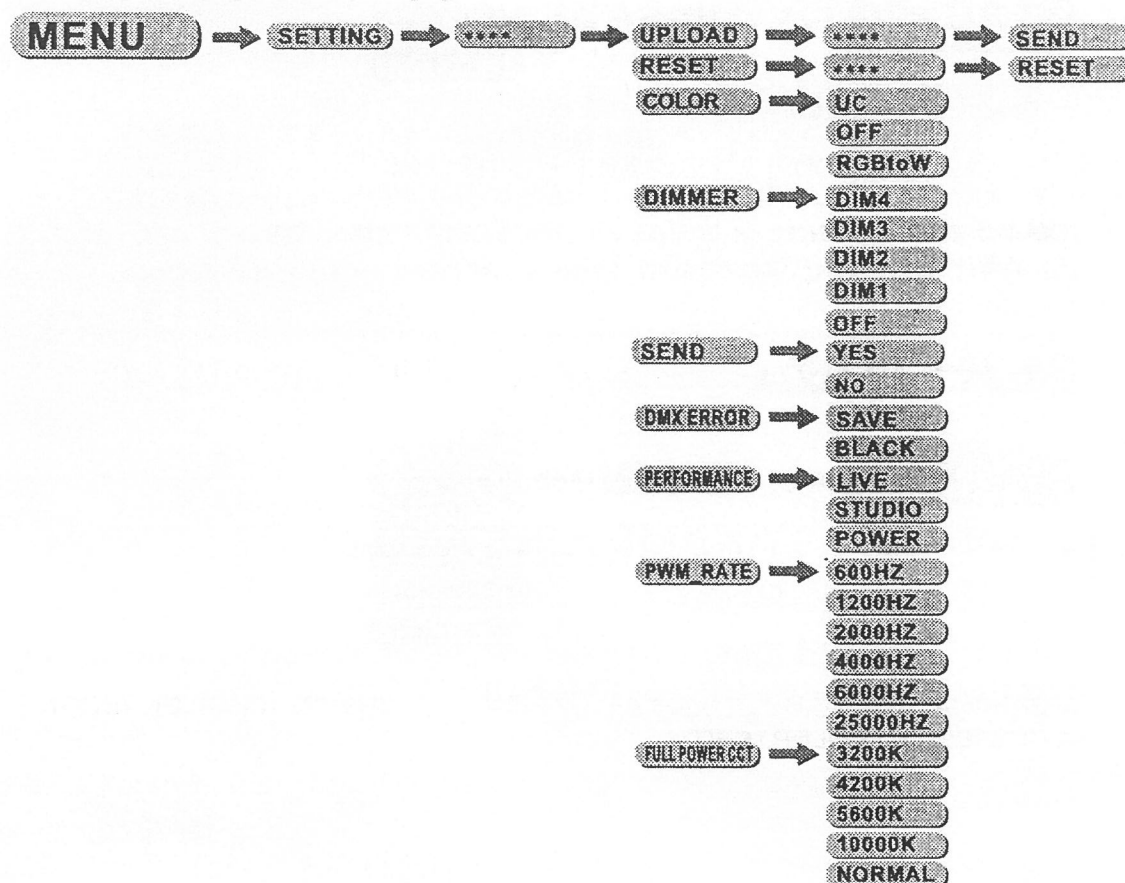 MENU SETTING **** UPLOAD **** SEND
RESET **** RESET
COLOR UC
OFF
RGBtoW
DIMMER DIM4
DIM3
DIM2
DIM1
OFF
SEND YES
NO
DMX ERROR SAVE
BLACK
PERFORMANCE LIVE
STUDIO
POWER
PWM_RATE 600HZ
1200HZ
2000HZ
4000HZ
6000HZ
25000HZ
FULL POWER CCT 3200K
4200K
5600K
10000K
NORMAL